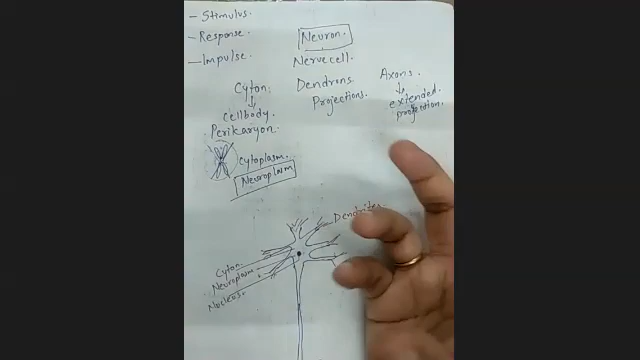 - Stimulus.
- Response.
- Impulse.
Neuron.
Nervecell.
Cyton
↓
cellbody
Perikaryon
Dendrons
Projections.
Axons.
↓
extended
projection.
Cytoplasm.
Neuroplasm
Dendrites
Cyton
Neuroplasm
Nucleus.